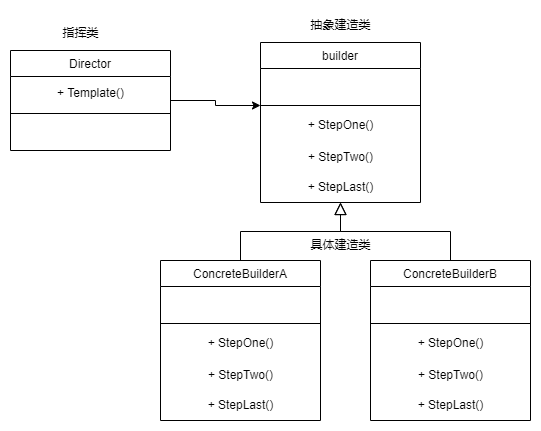 指挥类
抽象建造类
Director
+ Template()
builder
+ StepOne()
+ StepTwo()
+ StepLast()
具体建造类
ConcreteBuilderA
+ StepOne()
+ StepTwo()
+ StepLast()
ConcreteBuilderB
+ StepOne()
+ StepTwo()
+ StepLast()